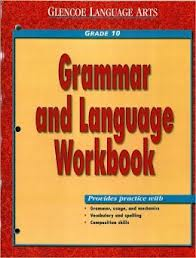 GLENCOE LANGUAGE ARTS
GRADE 10
Grammar
and Language
Workbook
Provides practice with
• Grammar, usage, and mechanics
• Vocabulary and spelling
• Composition skills